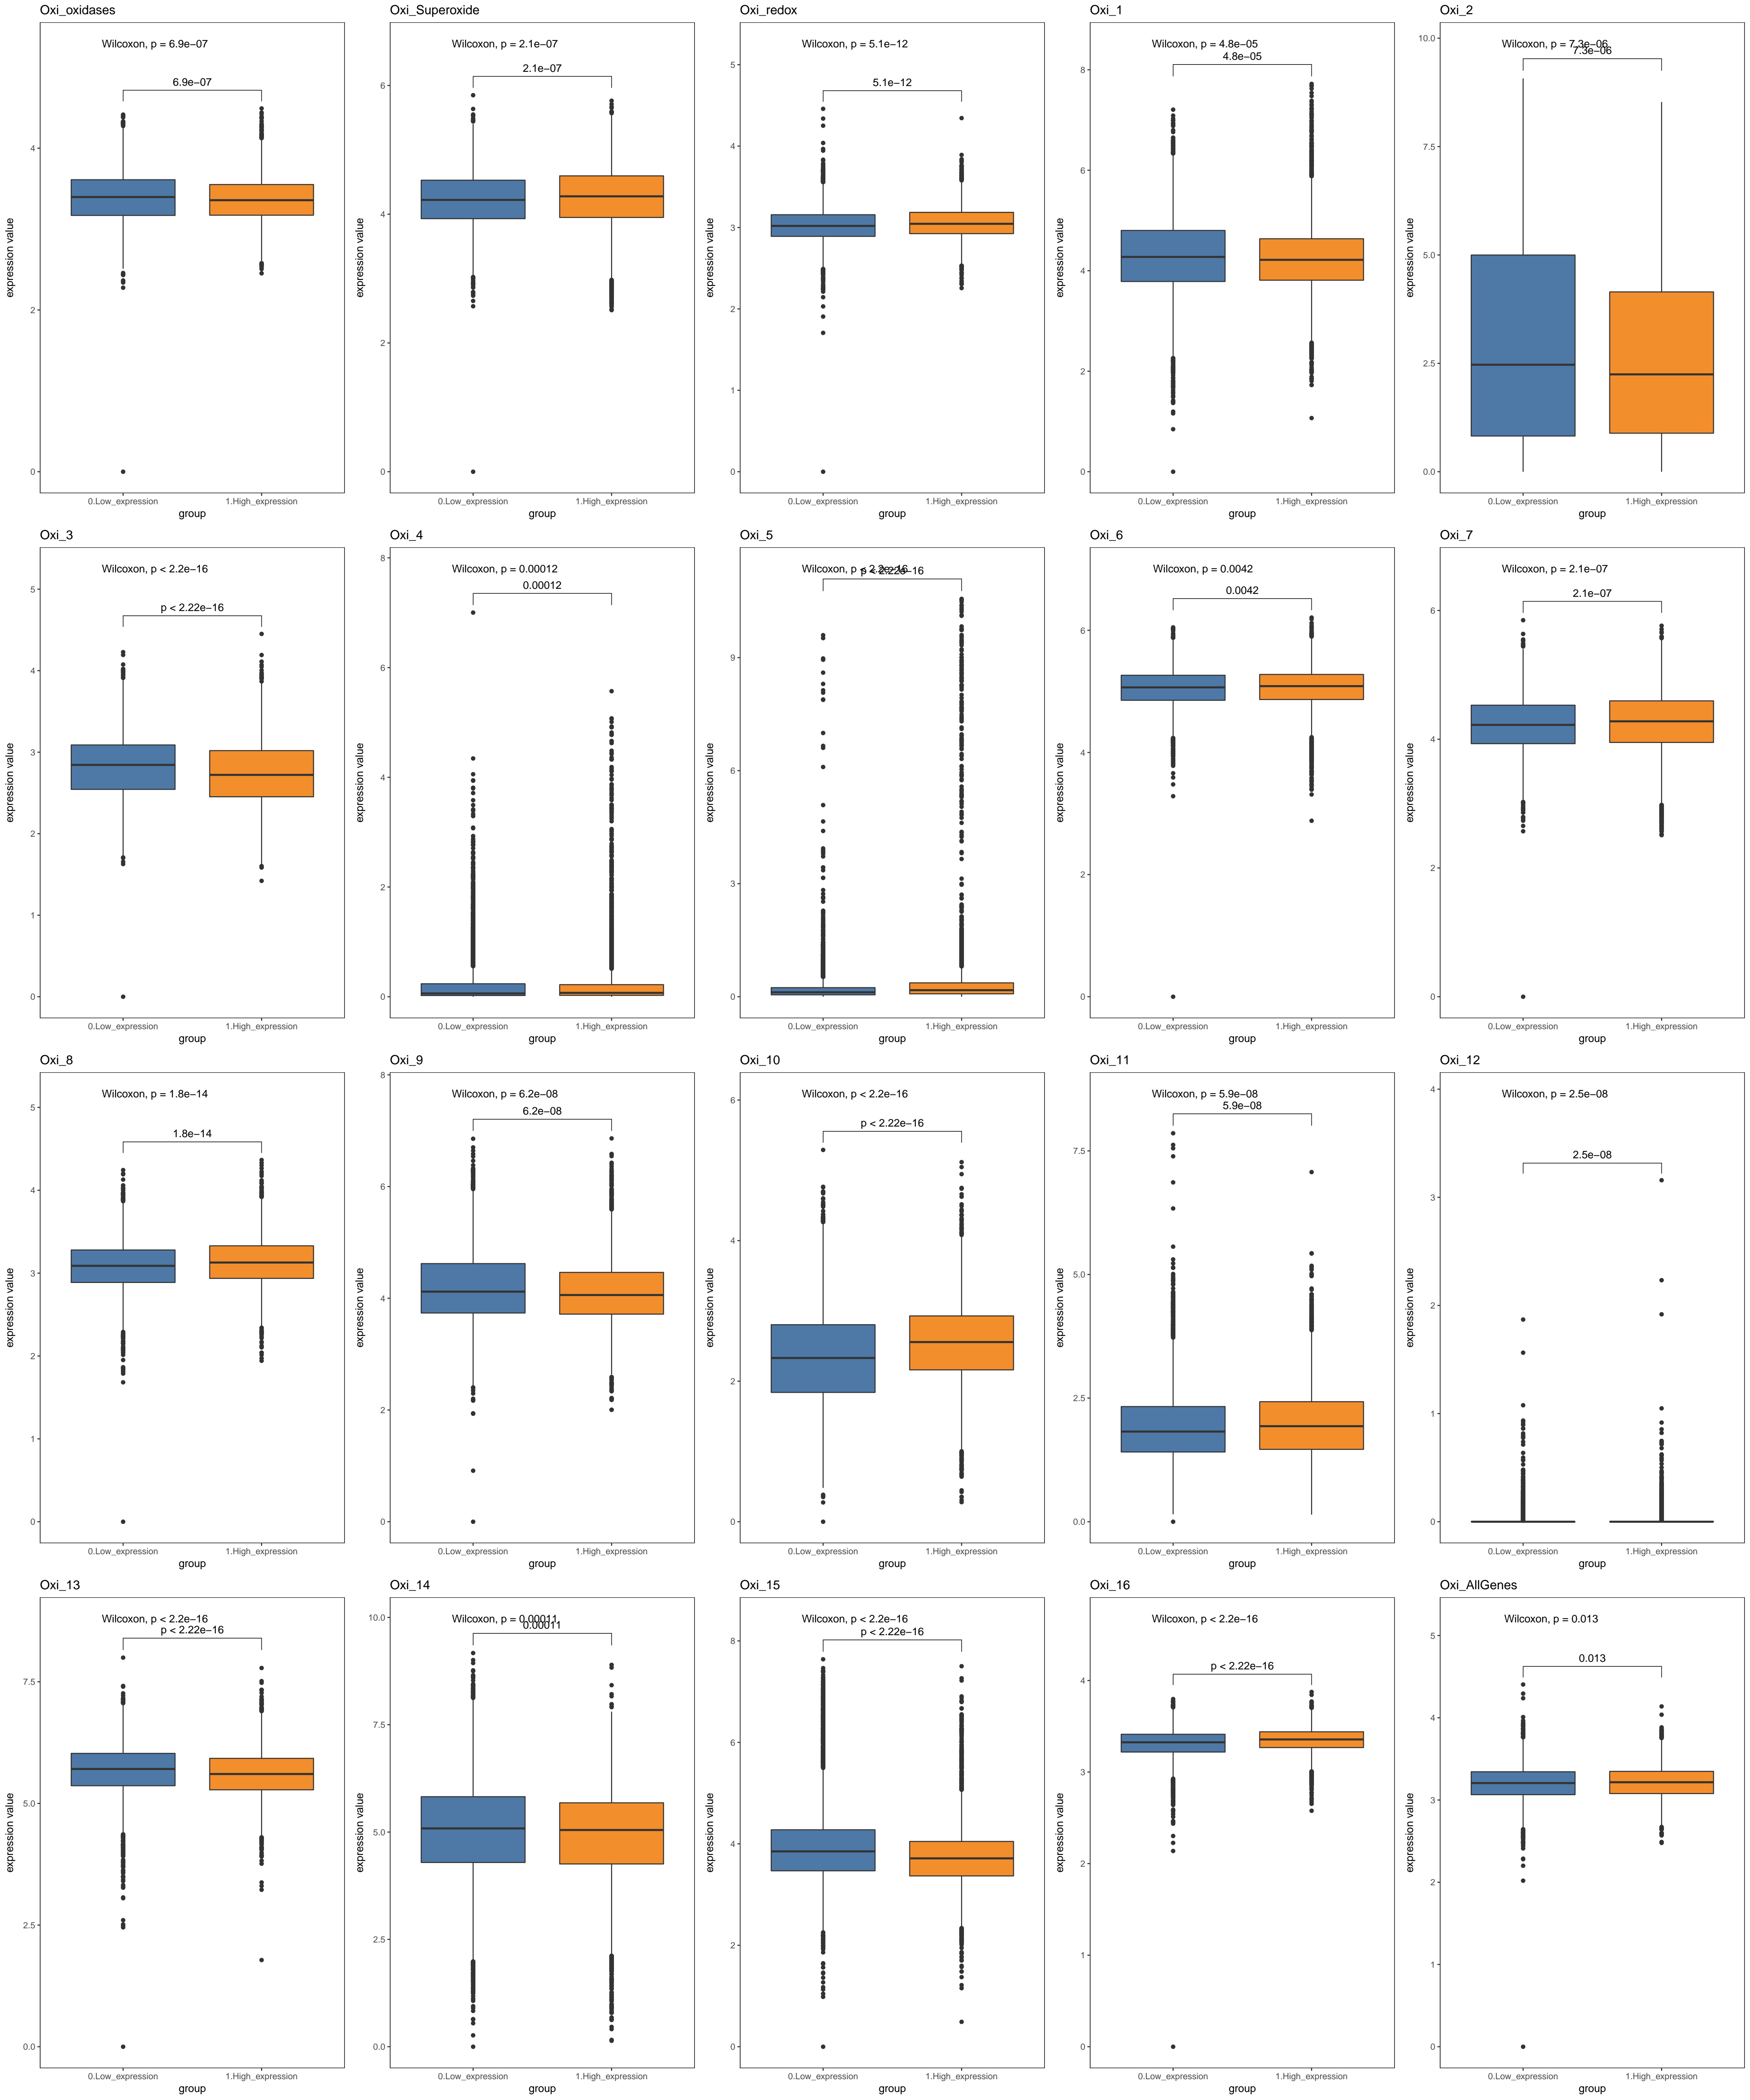 Oxi_oxidases
Wilcoxon, p = 6.9e−07
6.9e−07
4
2
0
expression value
0.Low_expression
1.High_expression
group
Oxi_Superoxide
Wilcoxon, p = 2.1e−07
2.1e−07
6
4
2
0
expression value
0.Low_expression
1.High_expression
group
Oxi_redox
Wilcoxon, p = 5.1e−12
5.1e−12
5
4
3
2
1
0
expression value
0.Low_expression
1.High_expression
group
Oxi_1
Wilcoxon, p = 4.8e−05
4.8e−05
8
6
4
2
0
expression value
0.Low_expression
1.High_expression
group
Oxi_2
Wilcoxon, p = 7.3e−06
7.3e−06
10.0
7.5
5.0
2.5
0.0
expression value
0.Low_expression
1.High_expression
group
Oxi_3
Wilcoxon, p < 2.2e−16
p < 2.22e−16
5
4
3
2
1
0
expression value
0.Low_expression
1.High_expression
group
Oxi_4
Wilcoxon, p = 0.00012
0.00012
8
6
4
2
0
expression value
0.Low_expression
1.High_expression
group
Oxi_5
Wilcoxon, p < 2.2e−16
p < 2.22e−16
9
6
3
0
expression value
0.Low_expression
1.High_expression
group
Oxi_6
Wilcoxon, p = 0.0042
0.0042
6
4
2
0
expression value
0.Low_expression
1.High_expression
group
Oxi_7
Wilcoxon, p = 2.1e−07
2.1e−07
6
4
2
0
expression value
0.Low_expression
1.High_expression
group
Oxi_8
Wilcoxon, p = 1.8e−14
1.8e−14
5
4
3
2
1
0
expression value
0.Low_expression
1.High_expression
group
Oxi_9
Wilcoxon, p = 6.2e−08
6.2e−08
8
6
4
2
0
expression value
0.Low_expression
1.High_expression
group
Oxi_10
Wilcoxon, p < 2.2e−16
p < 2.22e−16
6
4
2
0
expression value
0.Low_expression
1.High_expression
group
Oxi_11
Wilcoxon, p = 5.9e−08
5.9e−08
7.5
5.0
2.5
0.0
expression value
0.Low_expression
1.High_expression
group
Oxi_12
Wilcoxon, p = 2.5e−08
2.5e−08
4
3
2
1
0
expression value
0.Low_expression
1.High_expression
group
Oxi_13
Wilcoxon, p < 2.2e−16
p < 2.22e−16
7.5
5.0
2.5
0.0
expression value
0.Low_expression
1.High_expression
group
Oxi_14
Wilcoxon, p = 0.00011
0.00011
10.0
7.5
5.0
2.5
0.0
expression value
0.Low_expression
1.High_expression
group
Oxi_15
Wilcoxon, p < 2.2e−16
p < 2.22e−16
8
6
4
2
0
expression value
0.Low_expression
1.High_expression
group
Oxi_16
Wilcoxon, p < 2.2e−16
p < 2.22e−16
4
3
2
1
0
expression value
0.Low_expression
1.High_expression
group
Oxi_AllGenes
Wilcoxon, p = 0.013
0.013
5
4
3
2
1
0
expression value
0.Low_expression
1.High_expression
group